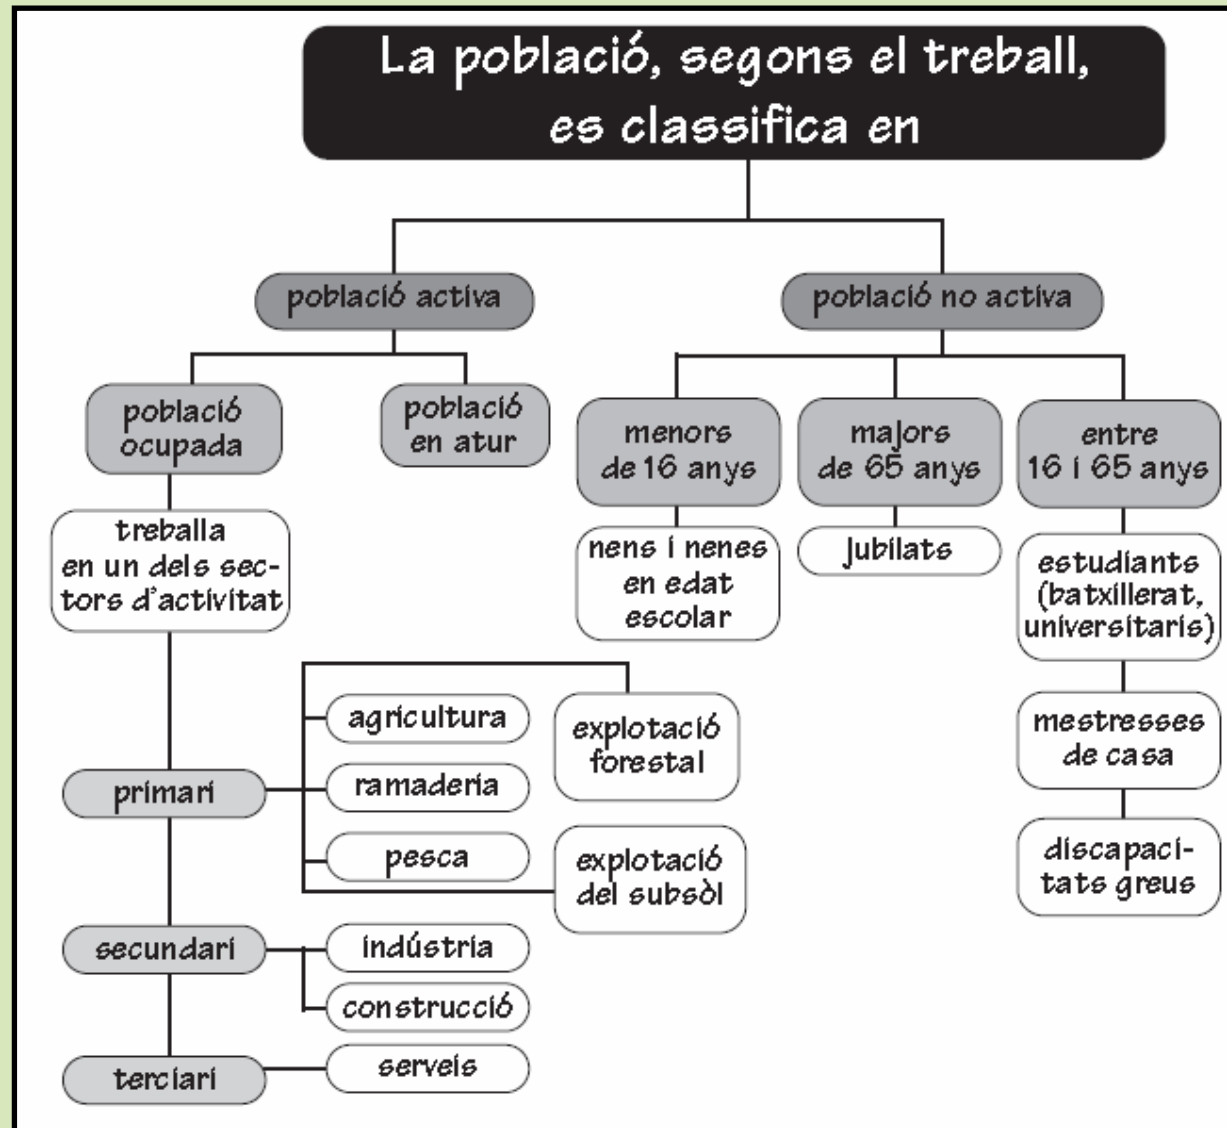 La població, segons el treball,
es classifica en
població activa
població no activa
població
ocupada
població
en atur
menors
de 16 anys
majors
de 65 anys
entre
16 i 65 anys
treballa
en un dels sec-
tors d'activitat
nens i nenes
en edat
escolar
jubilats
estudiants
(batxillerat,
universitaris)
mestresses
de casa
discapaci-
tats greus
primari
agricultura
ramaderia
pesca
explotació
forestal
explotació
del subsòl
secundari
indústria
construcció
terciari
serveis